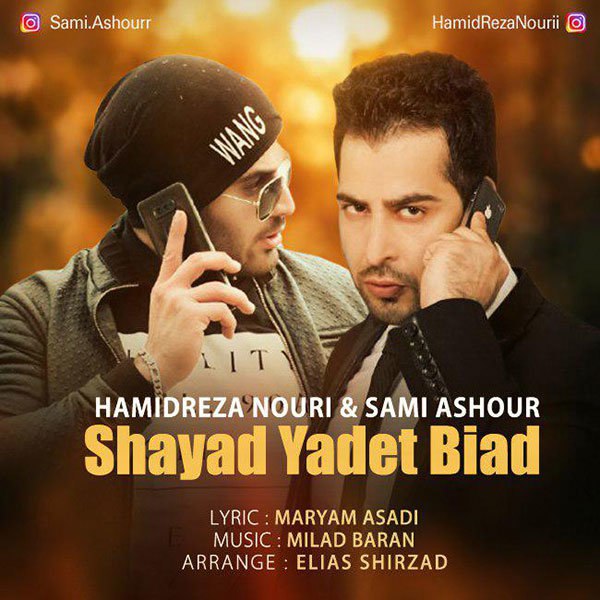 Sami.Ashourr
HamidRezaNourii
WANG
HAMIDREZA NOURI & SAMI ASHOUR
Shayad Yadet Biad
LYRIC : MARYAM ASADI
MUSIC : MILAD BARAN
ARRANGE : ELIAS SHIRZAD